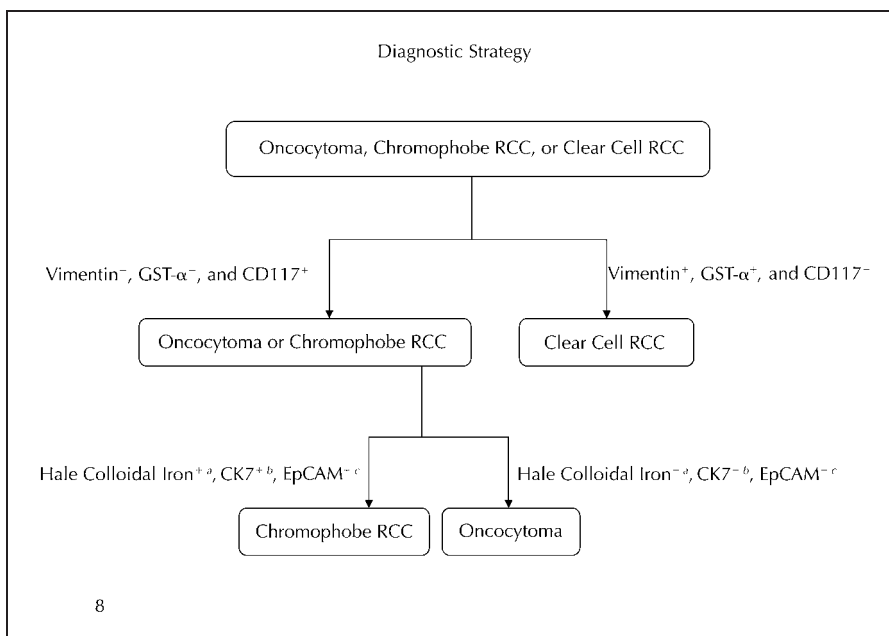 Diagnostic Strategy
Oncocytoma, Chromophobe RCC, or Clear Cell RCC
Vimentin⁻, GST-α⁻, and CD117⁺
Vimentin⁺, GST-α⁺, and CD117⁻
Oncocytoma or Chromophobe RCC
Clear Cell RCC
Hale Colloidal Iron⁺ ᵃ, CK7⁺ ᵇ, EpCAM⁺ ᶜ
Hale Colloidal Iron⁻ ᵃ, CK7⁻ ᵇ, EpCAM⁻ ᶜ
Chromophobe RCC
Oncocytoma
8